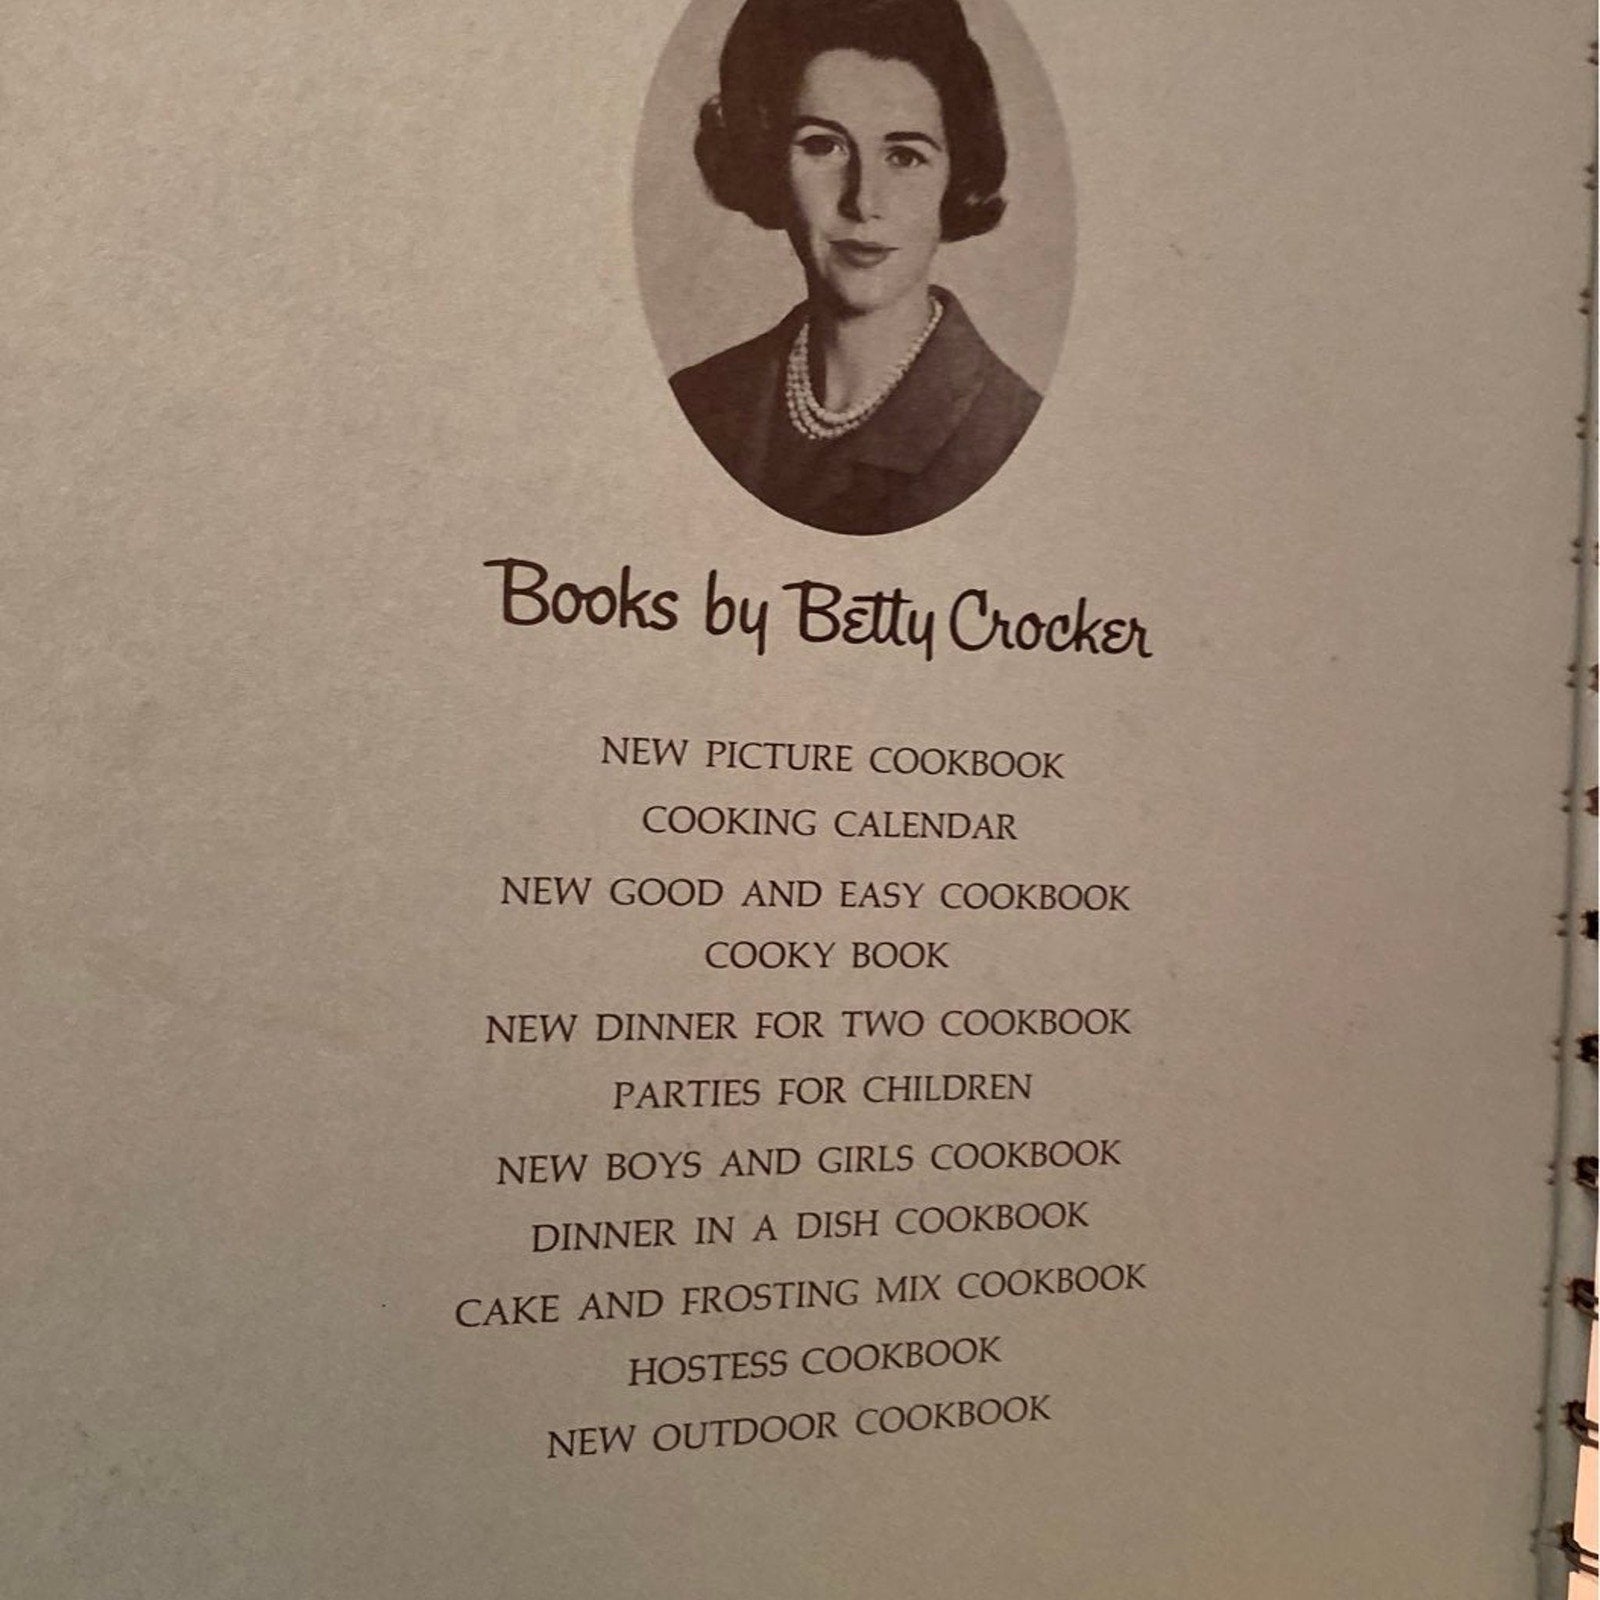 Books by Betty Crocker
NEW PICTURE COOKBOOK
COOKING CALENDAR
NEW GOOD AND EASY COOKBOOK
COOKY BOOK
NEW DINNER FOR TWO COOKBOOK
PARTIES FOR CHILDREN
NEW BOYS AND GIRLS COOKBOOK
DINNER IN A DISH COOKBOOK
CAKE AND FROSTING MIX COOKBOOK
HOSTESS COOKBOOK
NEW OUTDOOR COOKBOOK